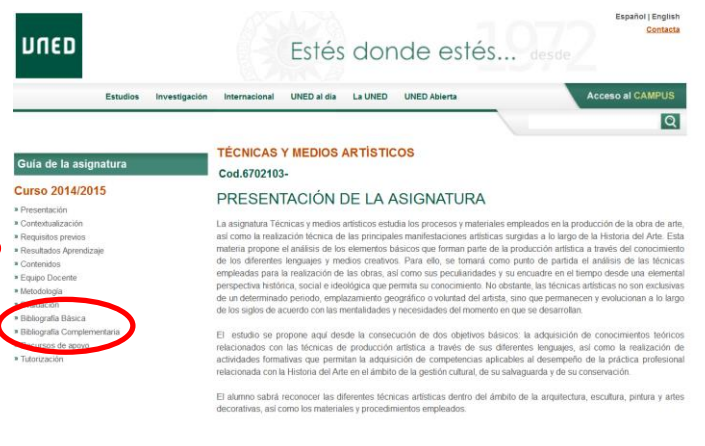 Español | English
Contacta
UNED
Estés donde estés... desde 1972
Estudios Investigación Internacional UNED al día La UNED UNED Abierta
Acceso al CAMPUS
Guía de la asignatura
Curso 2014/2015
Presentación
Contextualización
Requisitos previos
Resultados Aprendizaje
Contenidos
Equipo Docente
Metodología
Bibliografía Básica
Bibliografía Complementaria
Recursos de apoyo
Tutorización
TÉCNICAS Y MEDIOS ARTÍSTICOS
Cod.6702103-
PRESENTACIÓN DE LA ASIGNATURA
La asignatura Técnicas y medios artísticos estudia los procesos y materiales empleados en la producción de la obra de arte,
así como la realización técnica de las principales manifestaciones artísticas surgidas a lo largo de la Historia del Arte. Esta
materia propone el análisis de los elementos básicos que forman parte de la producción artística a través del conocimiento
de los diferentes lenguajes y medios creativos. Para ello, se tomará como punto de partida el análisis de las técnicas
empleadas para la realización de las obras, así como sus peculiaridades y su encuadre en el tiempo desde una elemental
perspectiva histórica, social e ideológica que permita su conocimiento. No obstante, las técnicas artísticas no son exclusivas
de un determinado periodo, emplazamiento geográfico o voluntad del artista, sino que permanecen y evolucionan a lo largo
de los siglos de acuerdo con las mentalidades y necesidades del momento en que se desarrollan.
El estudio se propone aquí desde la consecución de dos objetivos básicos: la adquisición de conocimientos teóricos
relacionados con las técnicas de producción artística a través de sus diferentes lenguajes, así como la realización de
actividades formativas que permitan la adquisición de competencias aplicables al desempeño de la práctica profesional
relacionada con la Historia del Arte en el ámbito de la gestión cultural, de su salvaguarda y de su conservación.
El alumno sabrá reconocer las diferentes técnicas artísticas dentro del ámbito de la arquitectura, escultura, pintura y artes
decorativas, así como los materiales y procedimientos empleados.